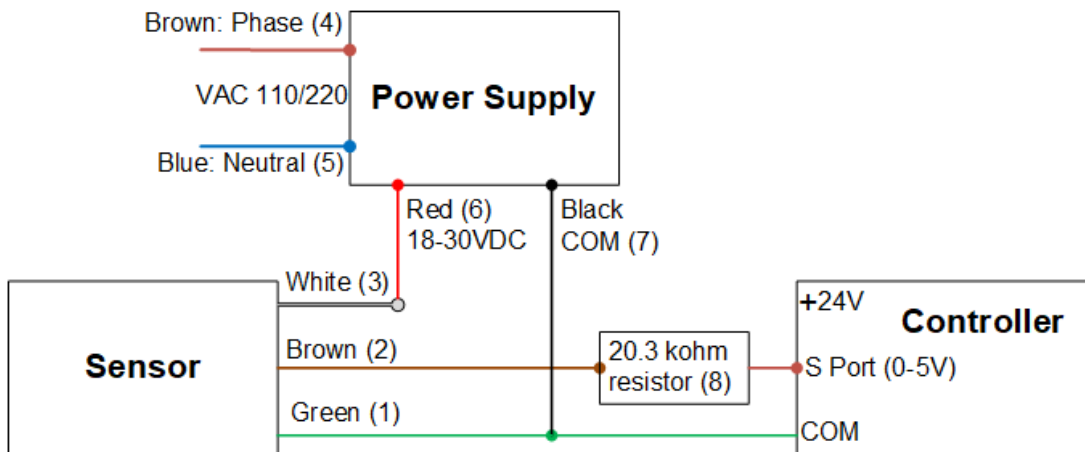 Brown: Phase (4)
VAC 110/220
Power Supply
Blue: Neutral (5)
Red (6)
18-30VDC
Black
COM (7)
White (3)
+24V
Controller
Sensor
Brown (2)
20.3 kohm
resistor (8)
S Port (0-5V)
Green (1)
COM